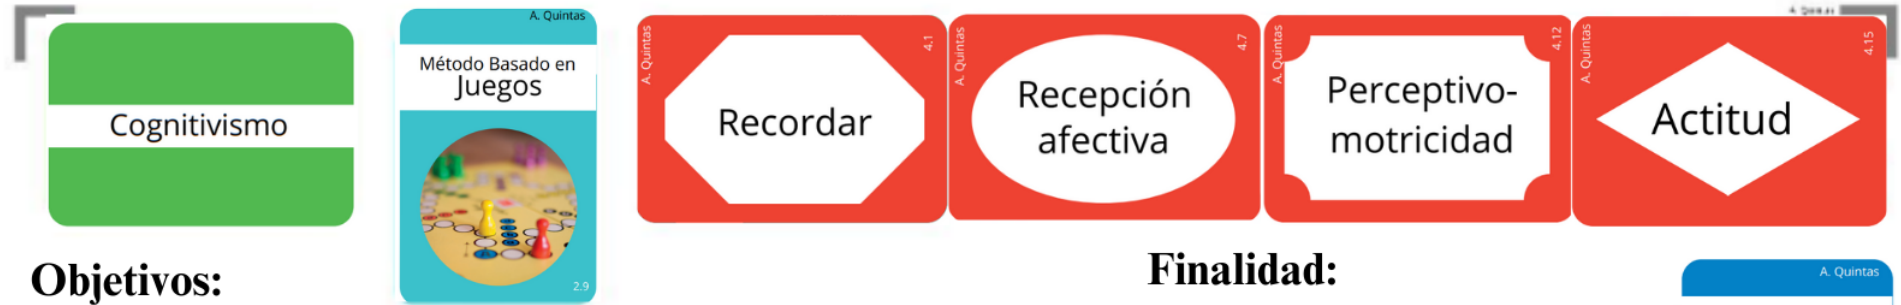 Cognitivismo
A. Quintas
Método Basado en
Juegos
2.9
A. Quintas
4.1
Recordar
A. Quintas
4.7
Recepción
afectiva
A. Quintas
4.12
Perceptivo-
motricidad
A. Quintas
4.15
Actitud
Objetivos:
Finalidad:
A. Quintas